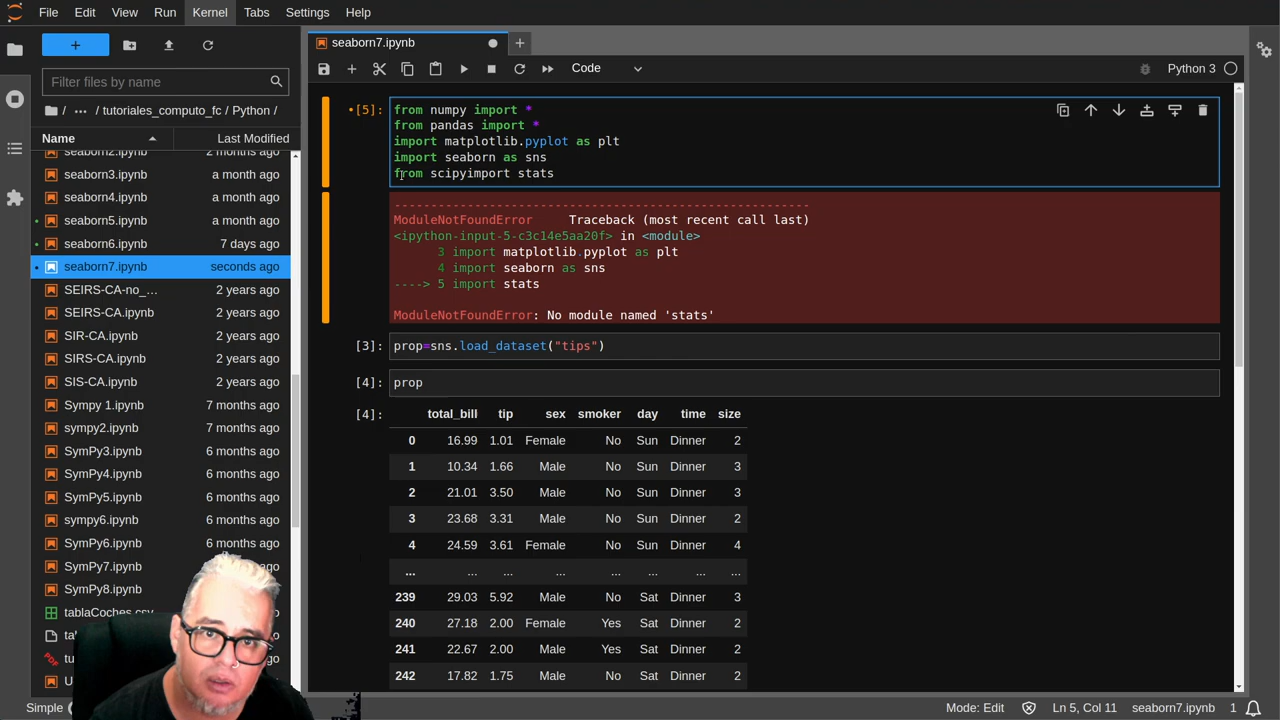 File Edit View Run Kernel Tabs Settings Help
seaborn7.ipynb
Code
Python 3
Filter files by name
/ ... / tutoriales_computo_fc / Python /
Name Last Modified
seaborn2.ipynb 2 months ago
seaborn3.ipynb a month ago
seaborn4.ipynb a month ago
seaborn5.ipynb a month ago
seaborn6.ipynb 7 days ago
seaborn7.ipynb seconds ago
SEIRS-CA-no_... 2 years ago
SEIRS-CA.ipynb 2 years ago
SIR-CA.ipynb 2 years ago
SIRS-CA.ipynb 2 years ago
SIS-CA.ipynb 2 years ago
Sympy 1.ipynb 7 months ago
sympy2.ipynb 7 months ago
SymPy3.ipynb 6 months ago
SymPy4.ipynb 6 months ago
SymPy5.ipynb 6 months ago
sympy6.ipynb 6 months ago
SymPy6.ipynb 6 months ago
SymPy7.ipynb ago
SymPy8.ipynb
tablaCoches.csv
[5]:
from numpy import *
from pandas import *
import matplotlib.pyplot as plt
import seaborn as sns
from scipyimport stats
---------------------------------------------------------------------------
ModuleNotFoundError Traceback (most recent call last)
<ipython-input-5-c3c14e5aa20f> in <module>
3 import matplotlib.pyplot as plt
4 import seaborn as sns
----> 5 import stats
ModuleNotFoundError: No module named 'stats'
[3]: prop=sns.load_dataset("tips")
[4]: prop
[4]: total_bill tip sex smoker day time size
0 16.99 1.01 Female No Sun Dinner 2
1 10.34 1.66 Male No Sun Dinner 3
2 21.01 3.50 Male No Sun Dinner 3
3 23.68 3.31 Male No Sun Dinner 2
4 24.59 3.61 Female No Sun Dinner 4
... ... ... ... ... ... ... ...
239 29.03 5.92 Male No Sat Dinner 3
240 27.18 2.00 Female Yes Sat Dinner 2
241 22.67 2.00 Male Yes Sat Dinner 2
242 17.82 1.75 Male No Sat Dinner 2
Simple
Mode: Edit
Ln 5, Col 11
seaborn7.ipynb
1